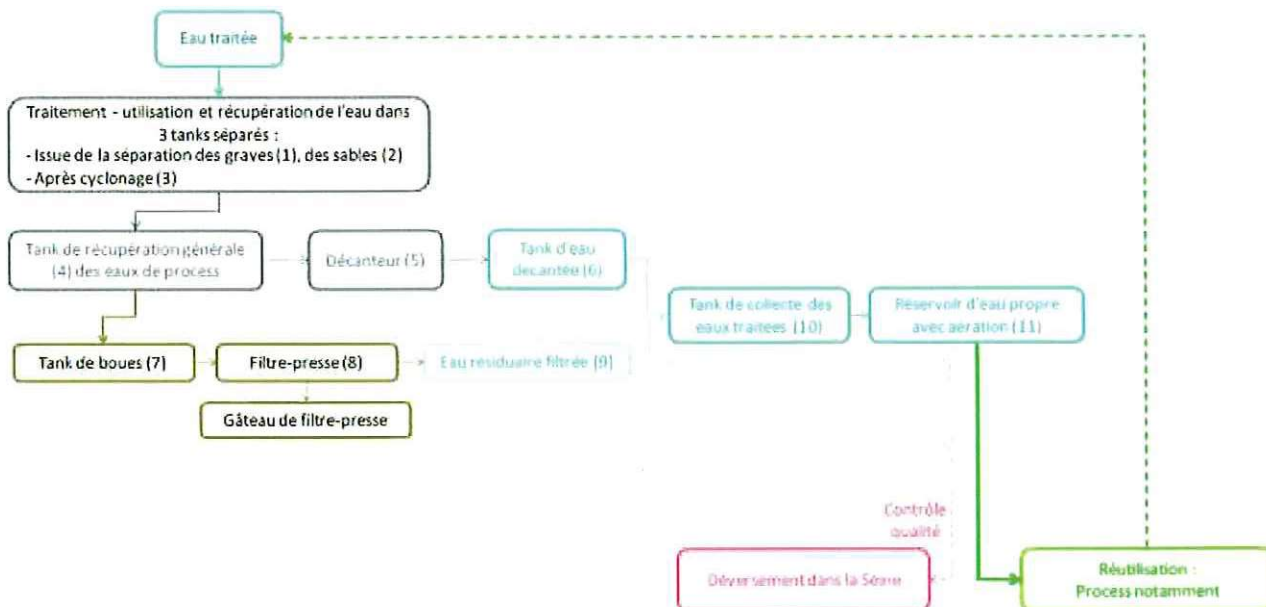 Eau traitée
Traitement - utilisation et récupération de l'eau dans
3 tanks séparés :
- Issue de la séparation des graves (1), des sables (2)
- Après cyclonage (3)
Tank de récupération générale
(4) des eaux de process
Décanteur (5)
Tank d'eau
décantée (6)
Tank de collecte des
eaux traitées (10)
Réservoir d'eau propre
avec aération (11)
Tank de boues (7)
Filtre-presse (8)
Eau résiduaire filtrée (9)
Gâteau de filtre-presse
Contrôle
qualité
Déversement dans la Seine
Réutilisation :
Process notamment